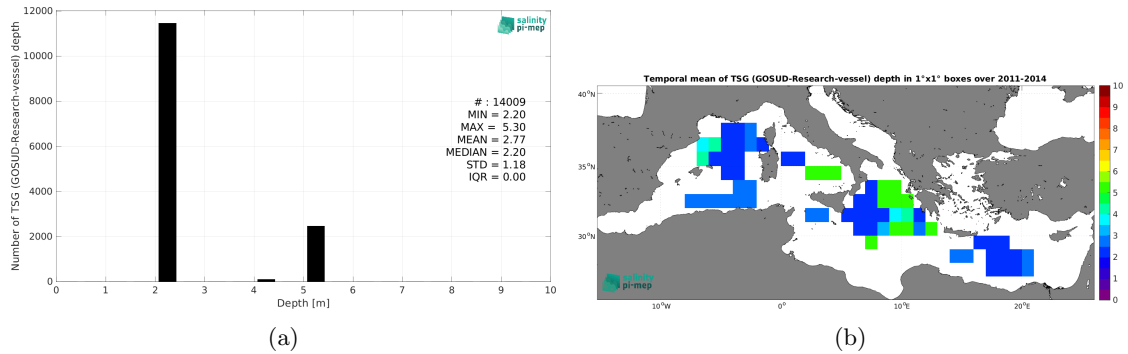 12000
10000
8000
6000
4000
2000
0
Number of TSG (GOSUD-Research-vessel) depth
salinity
pi-mep
# : 14009
MIN = 2.20
MAX = 5.30
MEAN = 2.77
MEDIAN = 2.20
STD = 1.18
IQR = 0.00
0 1 2 3 4 5 6 7 8 9 10
Depth [m]
(a)
Temporal mean of TSG (GOSUD-Research-vessel) depth in 1°x1° boxes over 2011-2014
40°N
35°N
30°N
10°W 0° 10°E 20°E
salinity
pi-mep
10
9
8
7
6
5
4
3
2
1
0
(b)